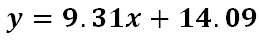 y = 9.31x + 14.09